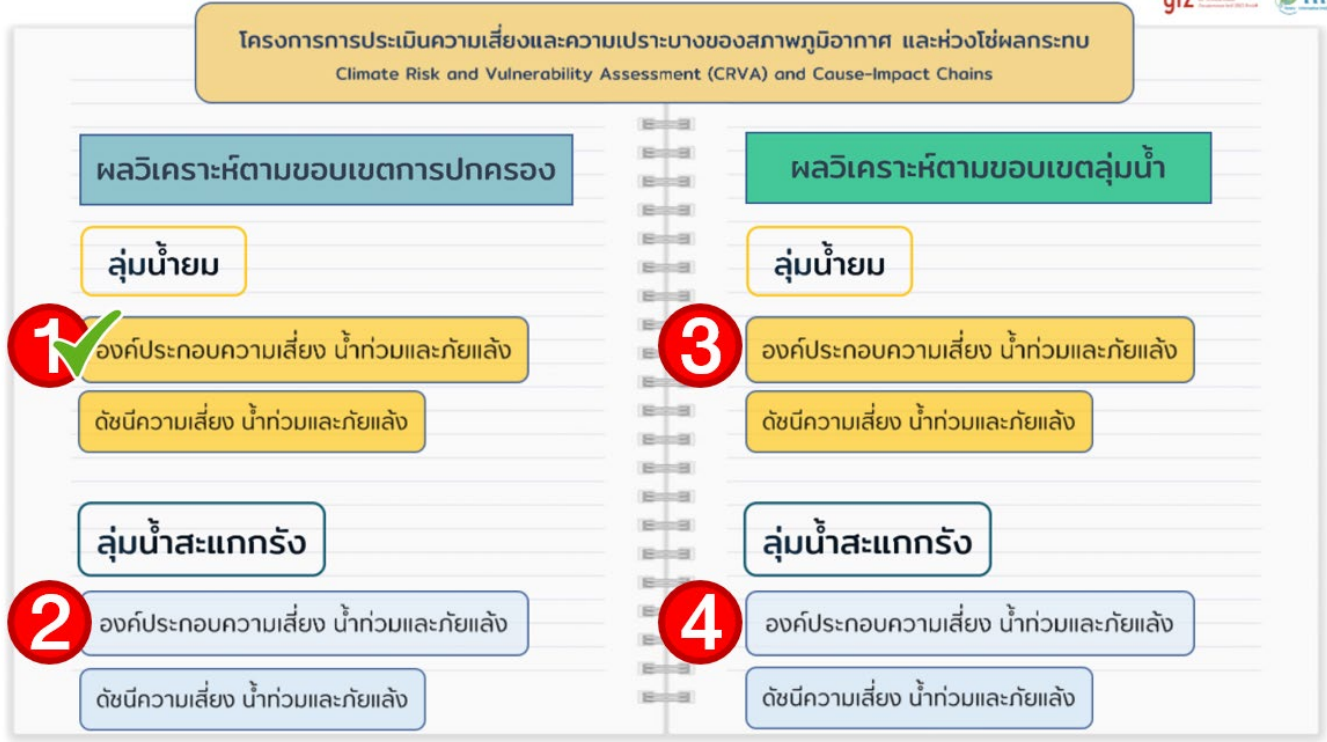 giz
โครงการการประเมินความเสี่ยงและความเปราะบางของสภาพภูมิอากาศ และห่วงโซ่ผลกระทบ
Climate Risk and Vulnerability Assessment (CRVA) and Cause-Impact Chains
ผลวิเคราะห์ตามขอบเขตการปกครอง
ลุ่มน้ำยม
1
องค์ประกอบความเสี่ยง น้ำท่วมและภัยแล้ง
ดัชนีความเสี่ยง น้ำท่วมและภัยแล้ง
ลุ่มน้ำสะแกกรัง
2
องค์ประกอบความเสี่ยง น้ำท่วมและภัยแล้ง
ดัชนีความเสี่ยง น้ำท่วมและภัยแล้ง
ผลวิเคราะห์ตามขอบเขตลุ่มน้ำ
ลุ่มน้ำยม
3
องค์ประกอบความเสี่ยง น้ำท่วมและภัยแล้ง
ดัชนีความเสี่ยง น้ำท่วมและภัยแล้ง
ลุ่มน้ำสะแกกรัง
4
องค์ประกอบความเสี่ยง น้ำท่วมและภัยแล้ง
ดัชนีความเสี่ยง น้ำท่วมและภัยแล้ง